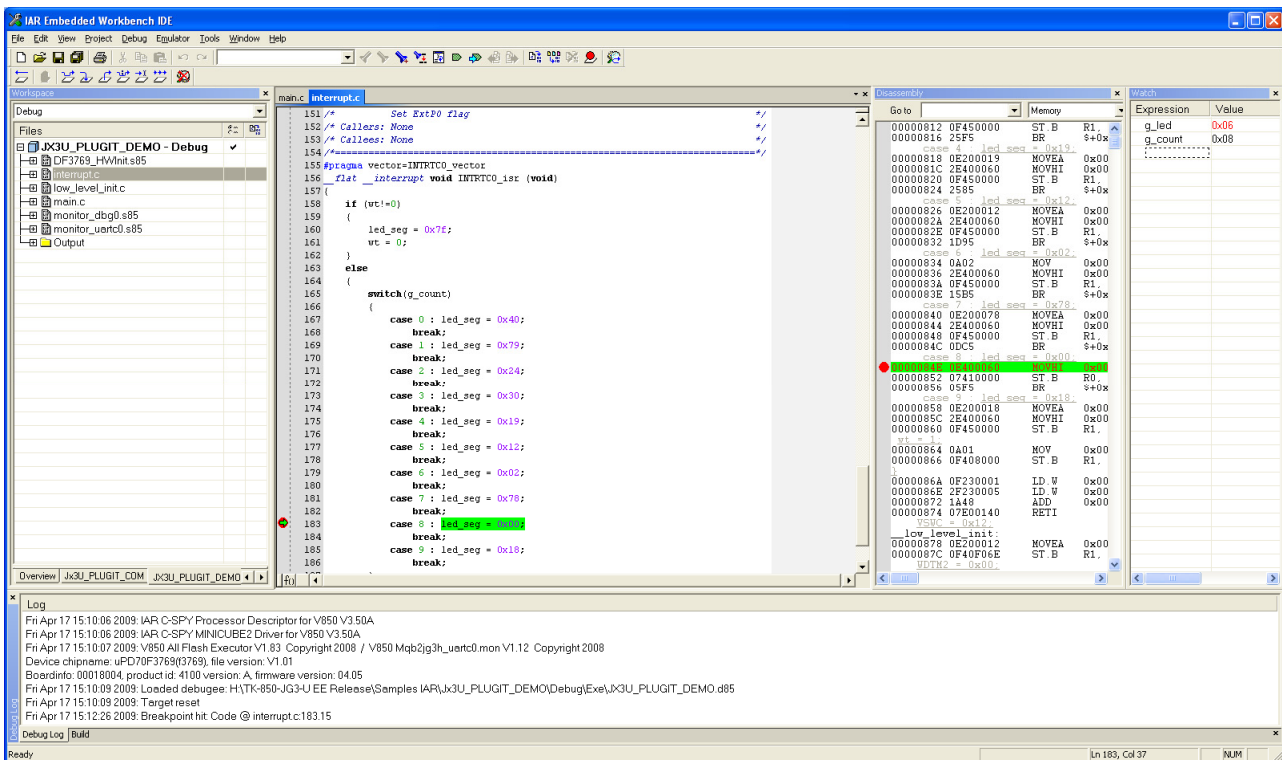 IAR Embedded Workbench IDE
File Edit View Project Debug Emulator Tools Window Help
Workspace
Debug
Files
JX3U_PLUGIT_DEMO - Debug
DF3769_HWInit.s85
interrupt.c
low_level_init.c
main.c
monitor_dbg0.s85
monitor_uartc0.s85
Output
Overview Jx3U_PLUGIT_COM JX3U_PLUGIT_DEMO
main.c interrupt.c
151 /* Set ExtP0 flag */
152 /* Callers: None */
153 /* Callees: None */
154 /*=====================================================================*/
155 #pragma vector=INTRTC0_vector
156 __flat __interrupt void INTRTC0_isr (void)
157 {
158 if (wt!=0)
159 {
160 led_seg = 0x7f;
161 wt = 0;
162 }
163 else
164 {
165 switch(g_count)
166 {
167 case 0 : led_seg = 0x40;
168 break;
169 case 1 : led_seg = 0x79;
170 break;
171 case 2 : led_seg = 0x24;
172 break;
173 case 3 : led_seg = 0x30;
174 break;
175 case 4 : led_seg = 0x19;
176 break;
177 case 5 : led_seg = 0x12;
178 break;
179 case 6 : led_seg = 0x02;
180 break;
181 case 7 : led_seg = 0x78;
182 break;
183 case 8 : led_seg = 0x00;
184 break;
185 case 9 : led_seg = 0x18;
186 break;
f()
Disassembly
Go to Memory
00000812 0F450000 ST.B R1,
00000816 25F5 BR $+0x
case 4 : led_seg = 0x19;
00000818 0E200019 MOVEA 0x00
0000081C 2E400060 MOVHI 0x00
00000820 0F450000 ST.B R1,
00000824 2585 BR $+0x
case 5 : led_seg = 0x12;
00000826 0E200012 MOVEA 0x00
0000082A 2E400060 MOVHI 0x00
0000082E 0F450000 ST.B R1,
00000832 1D95 BR $+0x
case 6 : led_seg = 0x02;
00000834 0A02 MOV 0x00
00000836 2E400060 MOVHI 0x00
0000083A 0F450000 ST.B R1,
0000083E 15B5 BR $+0x
case 7 : led_seg = 0x78;
00000840 0E200078 MOVEA 0x00
00000844 2E400060 MOVHI 0x00
00000848 0F450000 ST.B R1,
0000084C 0DC5 BR $+0x
case 8 : led_seg = 0x00;
0000084E 0E400060 MOVHI 0x00
00000852 07410000 ST.B R0,
00000856 05F5 BR $+0x
case 9 : led_seg = 0x18;
00000858 0E200018 MOVEA 0x00
0000085C 2E400060 MOVHI 0x00
00000860 0F450000 ST.B R1,
wt = 1;
00000864 0A01 MOV 0x00
00000866 0F408000 ST.B R1,
}
0000086A 0F230001 LD.W 0x00
0000086E 2F230005 LD.W 0x00
00000872 1A48 ADD 0x00
00000874 07E00140 RETI
VSWC = 0x12;
__low_level_init:
00000878 0E200012 MOVEA 0x00
0000087C 0F40F06E ST.B R1,
WDTM2 = 0x00;
Watch
Expression Value
g_led 0x06
g_count 0x08
Log
Fri Apr 17 15:10:06 2009: IAR C-SPY Processor Descriptor for V850 V3.50A
Fri Apr 17 15:10:06 2009: IAR C-SPY MINICUBE2 Driver for V850 V3.50A
Fri Apr 17 15:10:07 2009: V850 All Flash Executor V1.83 Copyright 2008 / V850 Mqb2jg3h_uartc0.mon V1.12 Copyright 2008
Device chipname: uPD70F3769(f3769), file version: V1.01
Boardinfo: 00018004, product id: 4100 version: A, firmware version: 04.05
Fri Apr 17 15:10:09 2009: Loaded debugee: H:\TK-850-JG3-U EE Release\Samples IAR\Jx3U_PLUGIT_DEMO\Debug\Exe\JX3U_PLUGIT_DEMO.d85
Fri Apr 17 15:10:09 2009: Target reset
Fri Apr 17 15:12:26 2009: Breakpoint hit: Code @ interrupt.c:183.15
Debug Log
Debug Log Build
Ready Ln 183, Col 37 NUM